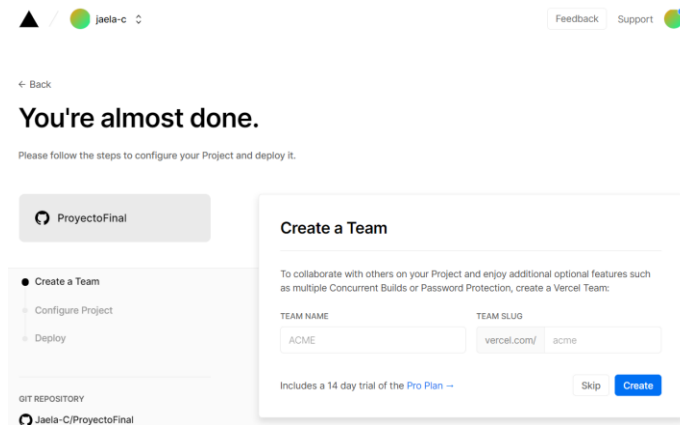 jaela-c
Feedback
Support
← Back
You're almost done.
Please follow the steps to configure your Project and deploy it.
ProyectoFinal
Create a Team
Configure Project
Deploy
GIT REPOSITORY
Jaela-C/ProyectoFinal
Create a Team
To collaborate with others on your Project and enjoy additional optional features such
as multiple Concurrent Builds or Password Protection, create a Vercel Team:
TEAM NAME
TEAM SLUG
ACME
vercel.com/
acme
Includes a 14 day trial of the Pro Plan →
Skip
Create